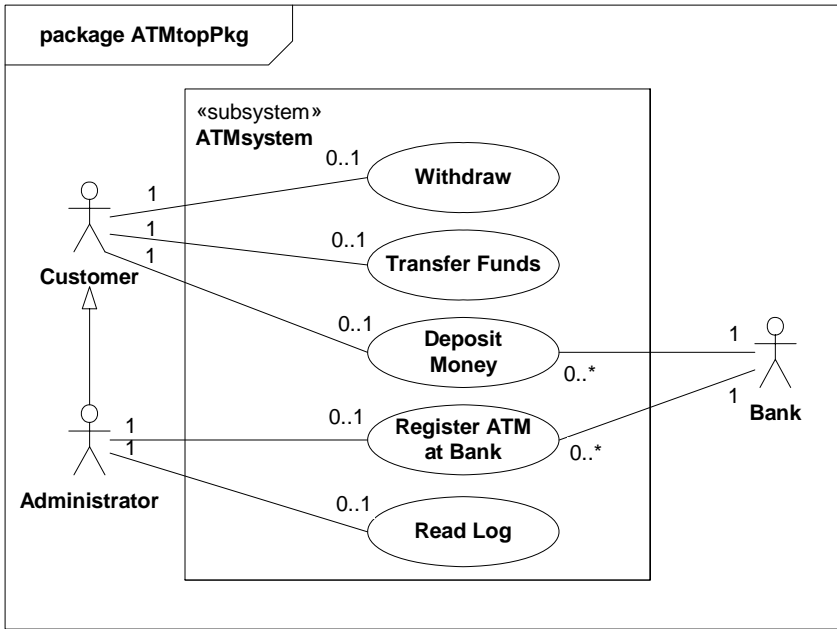 package ATMtopPkg
«subsystem»
ATMsystem
0..1
Withdraw
1
1
0..1
Transfer Funds
1
Customer
0..1
Deposit
Money
1
0..*
1
Bank
1
0..1
Register ATM
at Bank
0..*
1
Administrator
0..1
Read Log